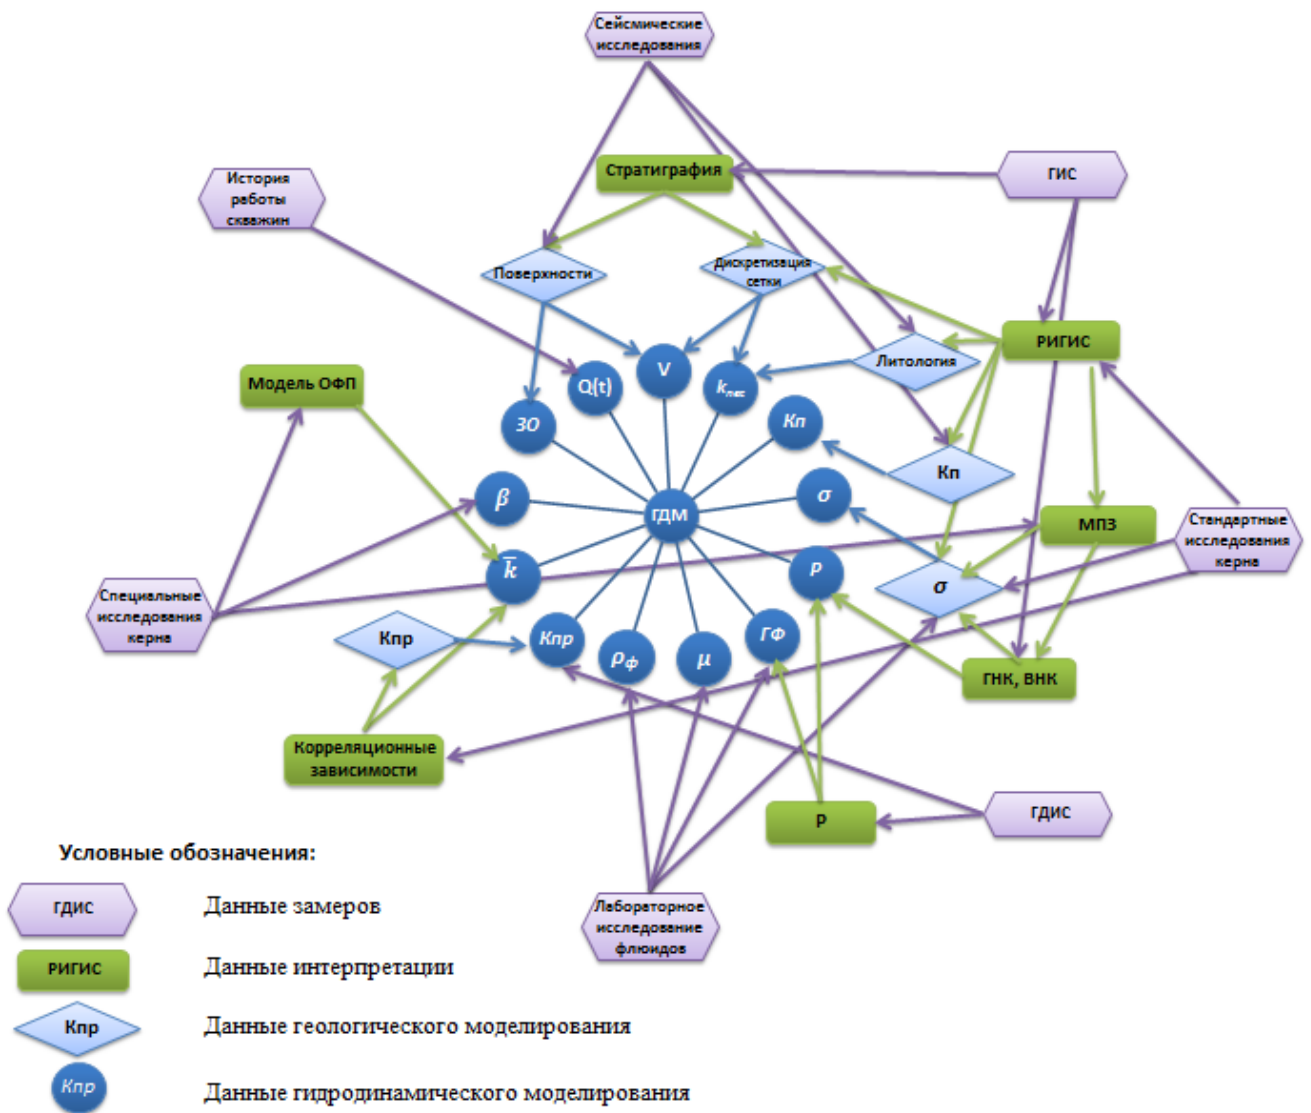 Сейсмические
исследования
Стратиграфия
ГИС
История
работы
скважин
Поверхности
Дискретизация
сетки
РИГИС
Литология
Модель ОФП
Q(t)
V
kпес
ЗО
Кп
Кп
β
σ
ГДМ
МПЗ
Стандартные
исследования
керна
k̅
P
σ
Специальные
исследования
керна
Кпр
Кпр
ρф
μ
ГФ
ГНК, ВНК
Корреляционные
зависимости
Р
ГДИС
Условные обозначения:
ГДИС
Данные замеров
Лабораторное
исследование
флюидов
РИГИС
Данные интерпретации
Кпр
Данные геологического моделирования
Кпр
Данные гидродинамического моделирования